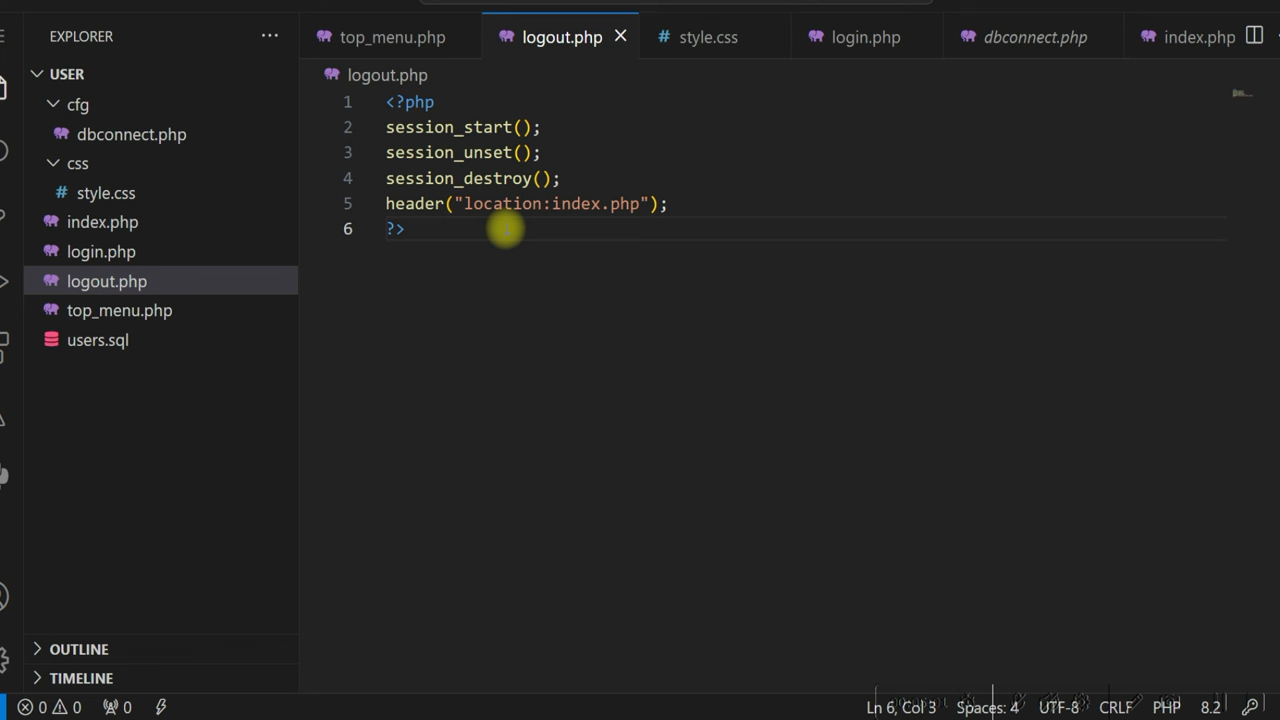 EXPLORER
USER
cfg
dbconnect.php
css
style.css
index.php
login.php
logout.php
top_menu.php
users.sql
OUTLINE
TIMELINE
top_menu.php logout.php style.css login.php dbconnect.php index.php
logout.php
1 <?php
2 session_start();
3 session_unset();
4 session_destroy();
5 header("location:index.php");
6 ?>
0 0 0 Ln 6, Col 3 Spaces: 4 UTF-8 CRLF PHP 8.2